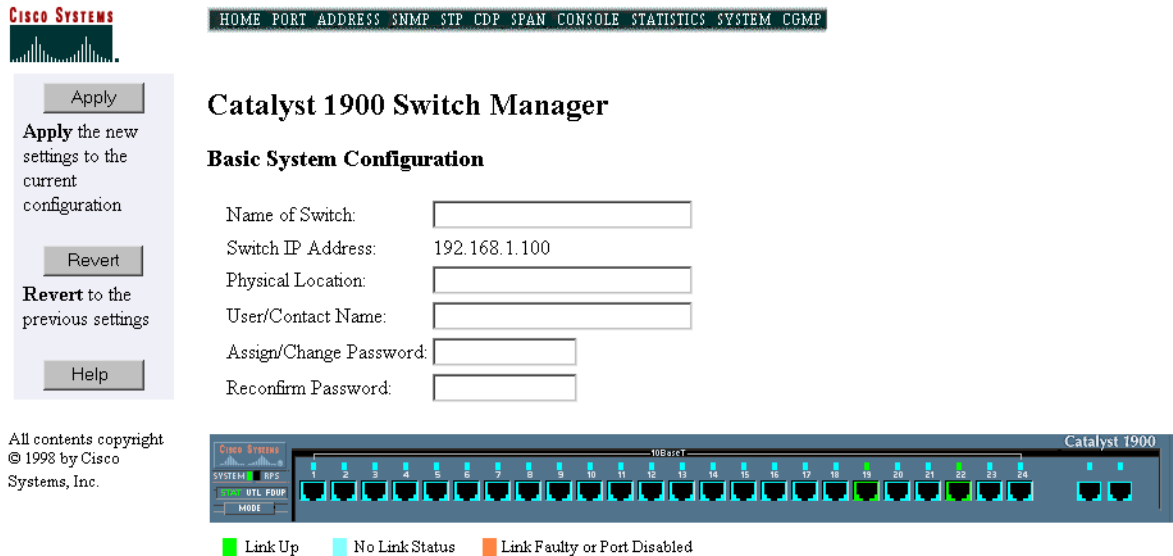 CISCO SYSTEMS
HOME PORT ADDRESS SNMP STP CDP SPAN CONSOLE STATISTICS SYSTEM CGMP
Apply
Apply the new
settings to the
current
configuration
Revert
Revert to the
previous settings
Help
All contents copyright
© 1998 by Cisco
Systems, Inc.
Catalyst 1900 Switch Manager
Basic System Configuration
Name of Switch:
Switch IP Address: 192.168.1.100
Physical Location:
User/Contact Name:
Assign/Change Password:
Reconfirm Password:
Catalyst 1900
CISCO SYSTEMS
10BaseT
SYSTEM RPS
1 2 3 4 5 6 7 8 9 10 11 12 13 14 15 16 17 18 19 20 21 22 23 24
STAT UTL FDUP
MODE
Link Up No Link Status Link Faulty or Port Disabled